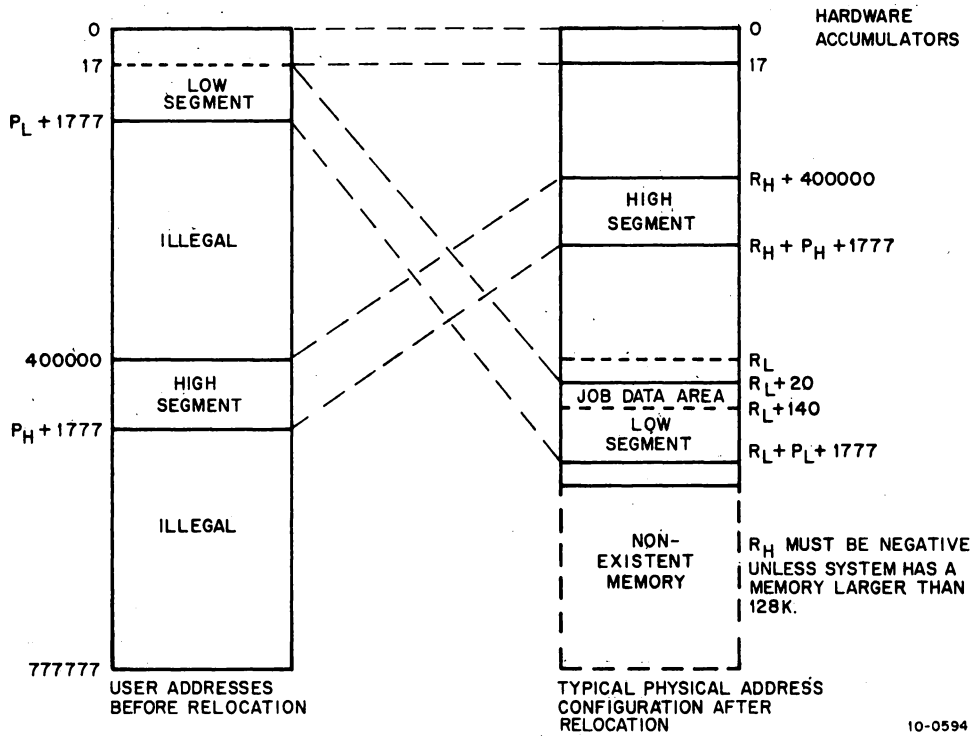 HARDWARE
ACCUMULATORS
0
17
LOW
SEGMENT
P_L + 1777
ILLEGAL
400000
HIGH
SEGMENT
P_H + 1777
ILLEGAL
777777
USER ADDRESSES
BEFORE RELOCATION
0
17
R_H + 400000
HIGH
SEGMENT
R_H + P_H + 1777
R_L
R_L + 20
JOB DATA AREA
R_L + 140
LOW
SEGMENT
R_L + P_L + 1777
NON-
EXISTENT
MEMORY
R_H MUST BE NEGATIVE
UNLESS SYSTEM HAS A
MEMORY LARGER THAN
128K.
TYPICAL PHYSICAL ADDRESS
CONFIGURATION AFTER
RELOCATION
10-0594